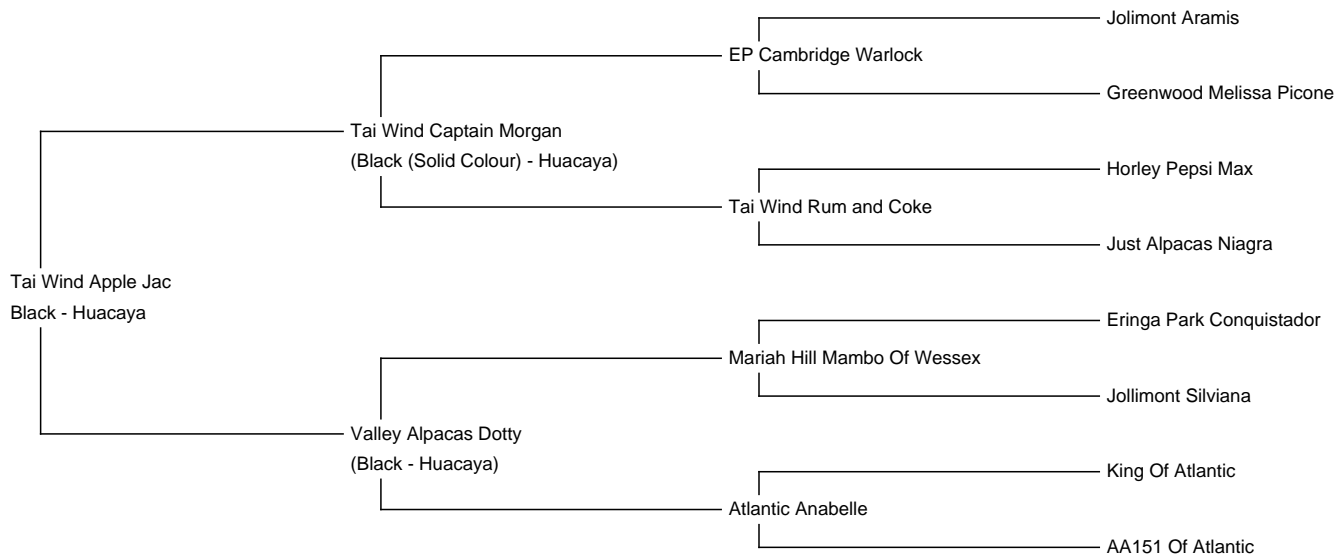 Jolimont Aramis
EP Cambridge Warlock
Greenwood Melissa Picone
Tai Wind Captain Morgan
(Black (Solid Colour) - Huacaya)
Horley Pepsi Max
Tai Wind Rum and Coke
Just Alpacas Niagra
Tai Wind Apple Jac
Black - Huacaya
Eringa Park Conquistador
Mariah Hill Mambo Of Wessex
Jollimont Silviana
Valley Alpacas Dotty
(Black - Huacaya)
King Of Atlantic
Atlantic Anabelle
AA151 Of Atlantic